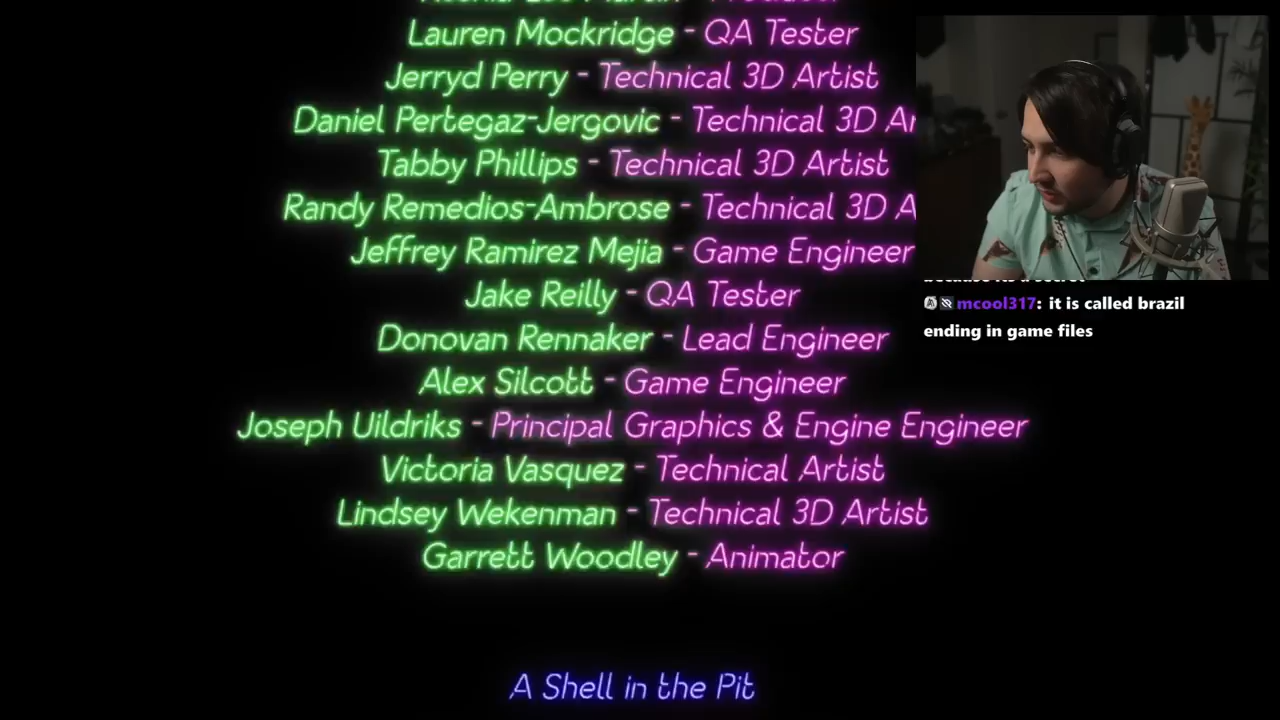 Lauren Mockridge - QA Tester
Jerryd Perry - Technical 3D Artist
Daniel Pertegaz-Jergovic - Technical 3D Ar
Tabby Phillips - Technical 3D Artist
Randy Remedios-Ambrose - Technical 3D A
Jeffrey Ramirez Mejia - Game Engineer
Jake Reilly - QA Tester
mcool317: it is called brazil
ending in game files
Donovan Rennaker - Lead Engineer
Alex Silcott - Game Engineer
Joseph Uildriks - Principal Graphics & Engine Engineer
Victoria Vasquez - Technical Artist
Lindsey Wekenman - Technical 3D Artist
Garrett Woodley - Animator
A Shell in the Pit